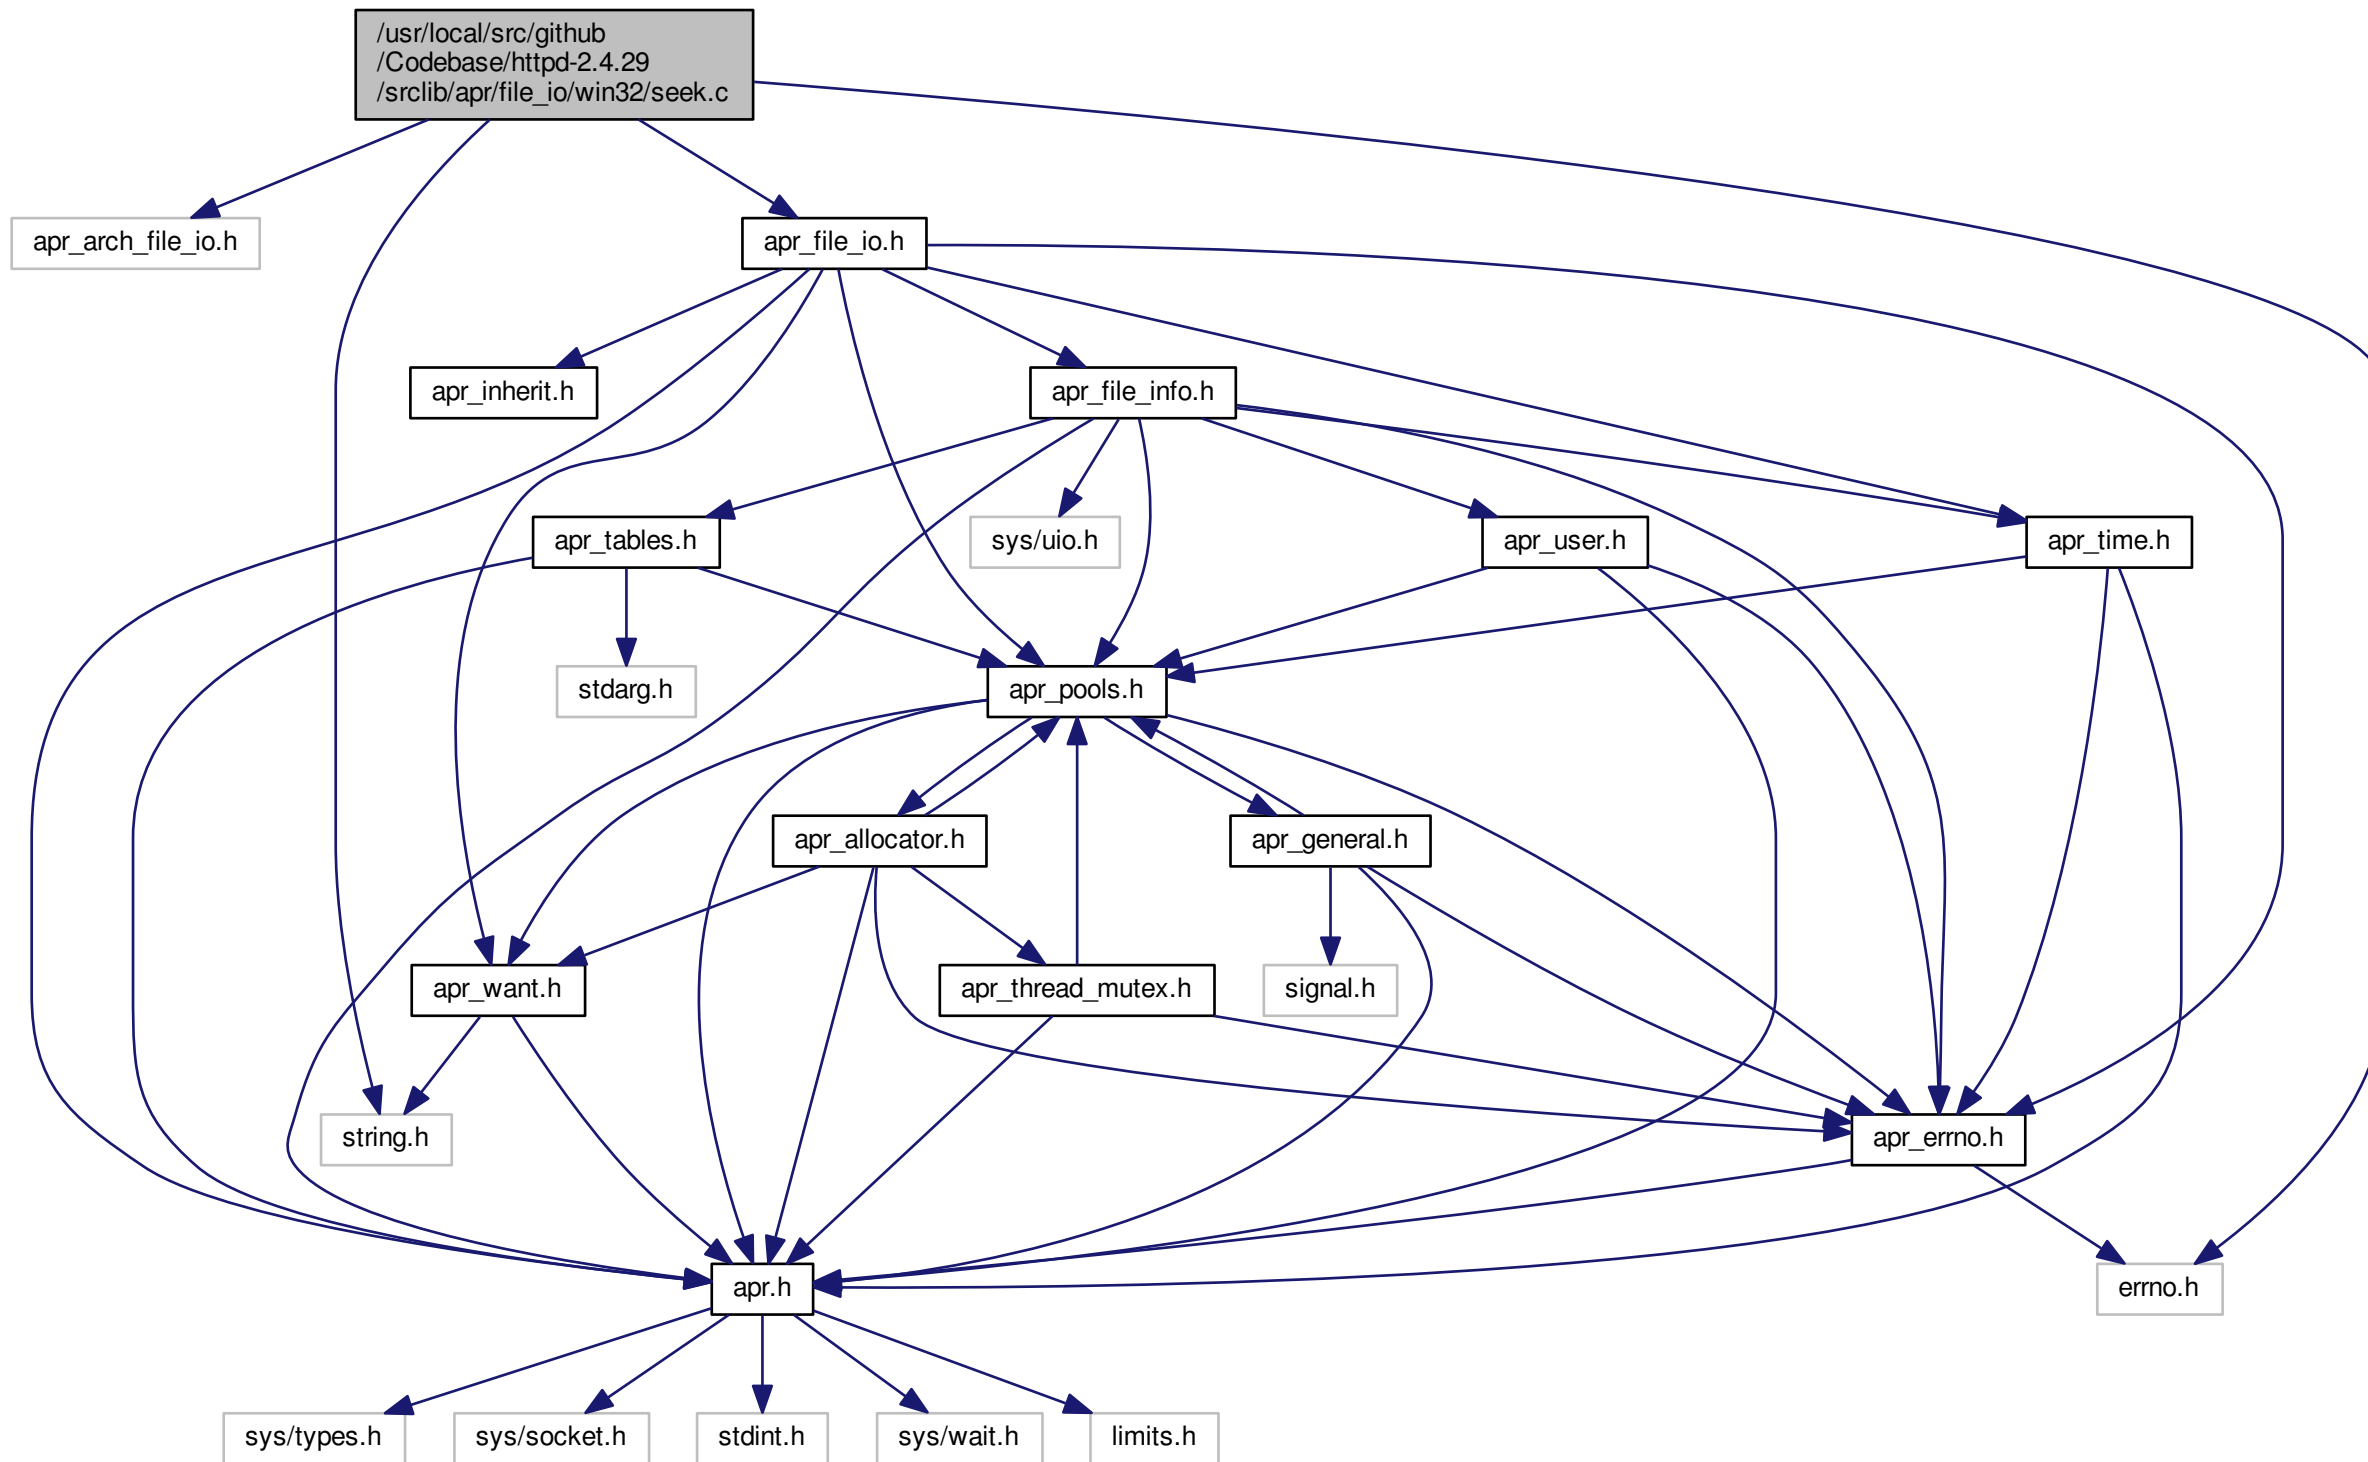 /usr/local/src/github
/Codebase/httpd-2.4.29
/srclib/apr/file_io/win32/seek.c
apr_arch_file_io.h
apr_file_io.h
apr_inherit.h
apr_file_info.h
apr_tables.h
sys/uio.h
apr_user.h
apr_time.h
stdarg.h
apr_pools.h
apr_allocator.h
apr_general.h
apr_want.h
apr_thread_mutex.h
signal.h
string.h
apr_errno.h
apr.h
errno.h
sys/types.h
sys/socket.h
stdint.h
sys/wait.h
limits.h